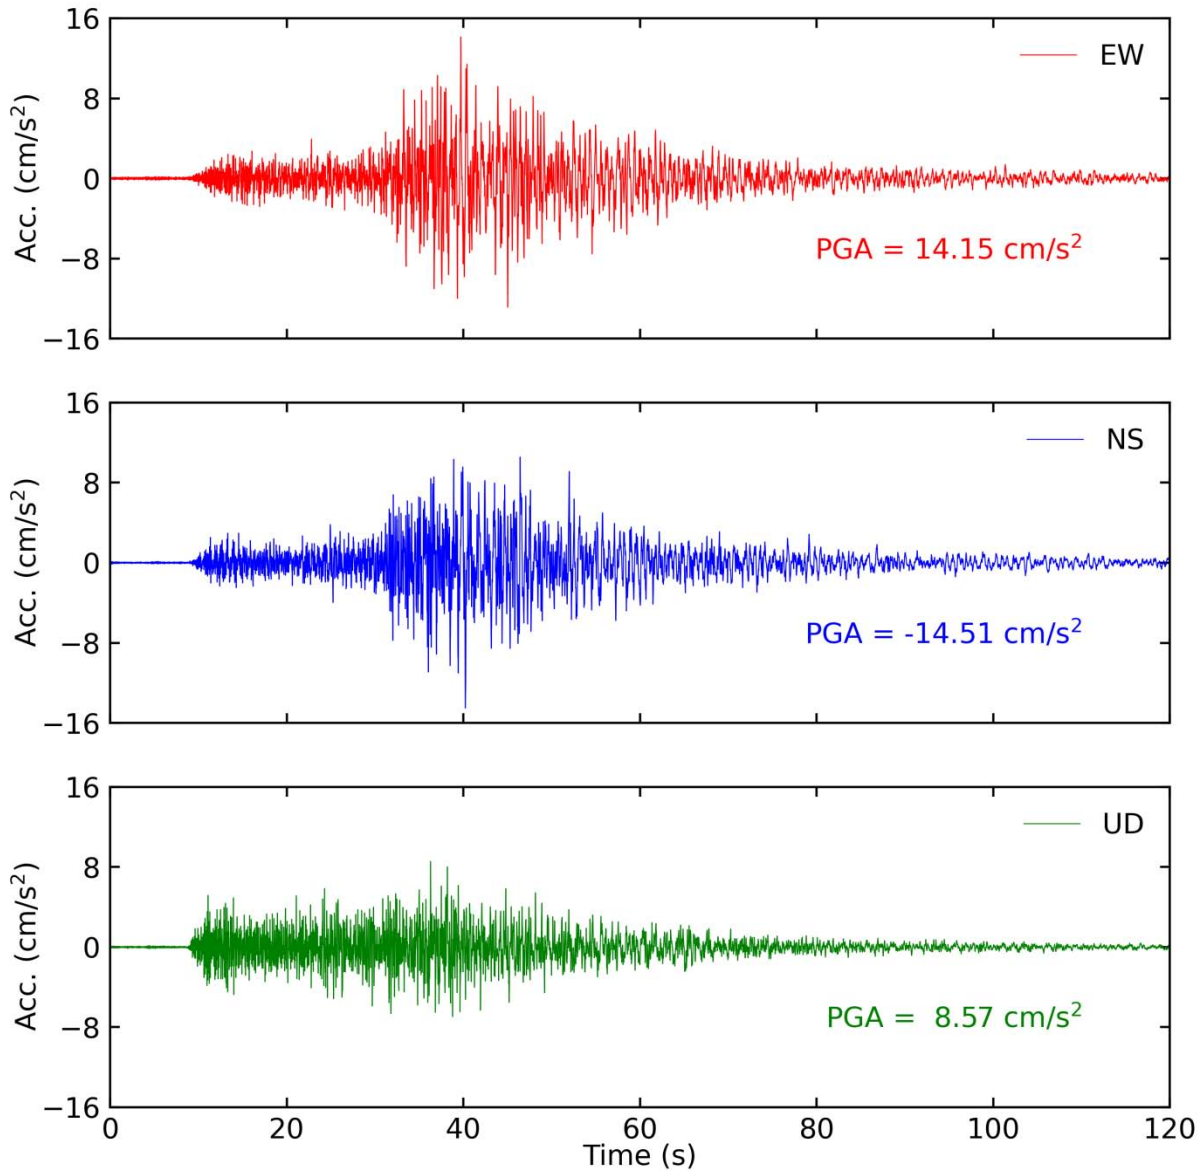 16
EW
8
Acc. (cm/s²)
0
PGA = 14.15 cm/s²
−8
−16
16
NS
8
Acc. (cm/s²)
0
PGA = -14.51 cm/s²
−8
−16
16
UD
8
Acc. (cm/s²)
0
PGA = 8.57 cm/s²
−8
−16
0 20 40 60 80 100 120
Time (s)